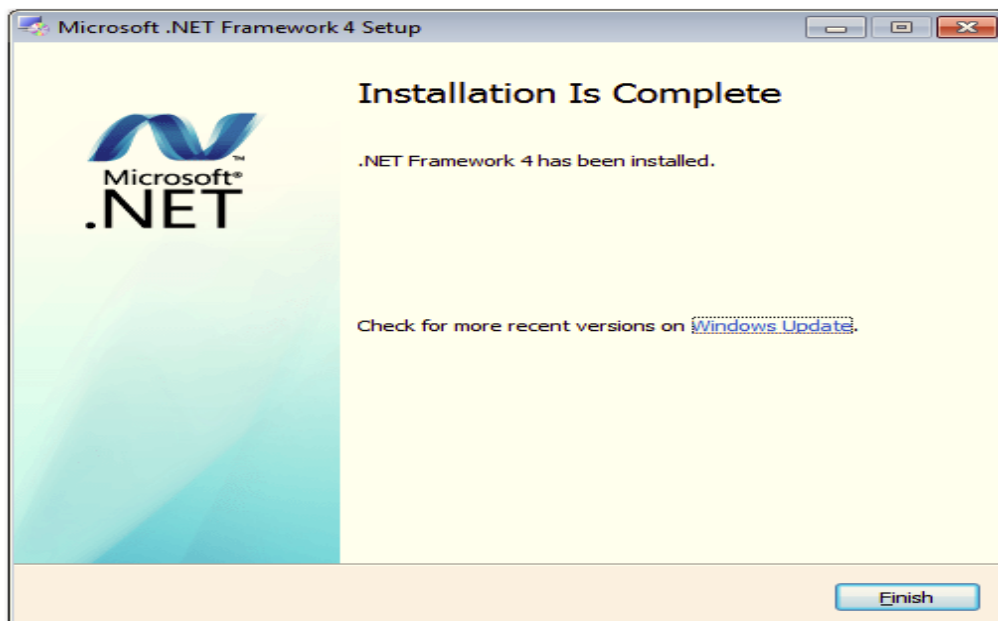 Microsoft .NET Framework 4 Setup
Installation Is Complete
Microsoft®
.NET™
.NET Framework 4 has been installed.
Check for more recent versions on Windows Update.
Finish